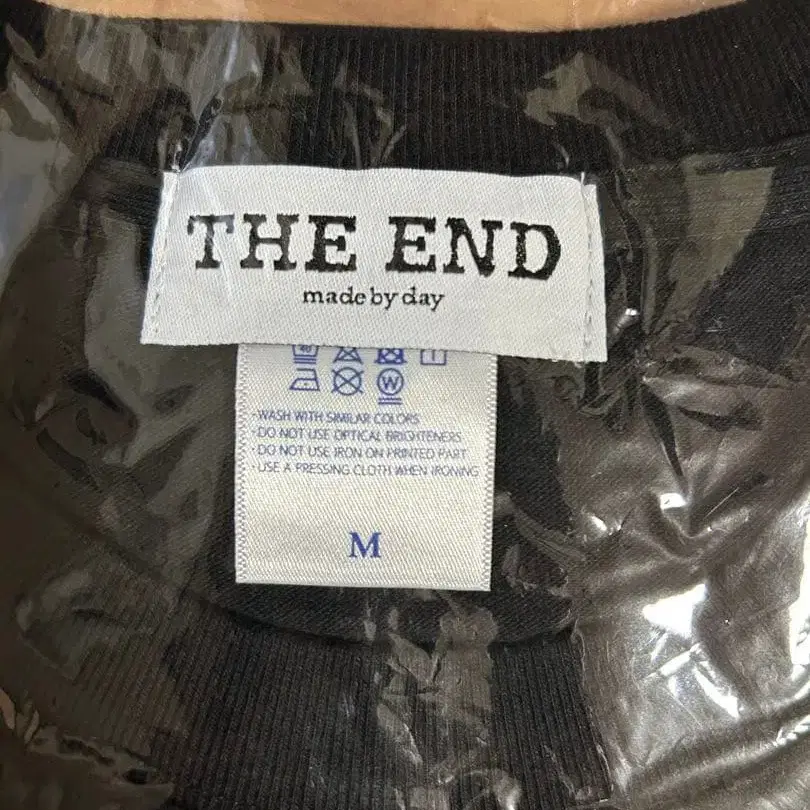 THE END
made by day
W
·WASH WITH SIMILAR COLORS
·DO NOT USE OPTICAL BRIGHTENERS
·DO NOT USE IRON ON PRINTED PART
·USE A PRESSING CLOTH WHEN IRONING
M